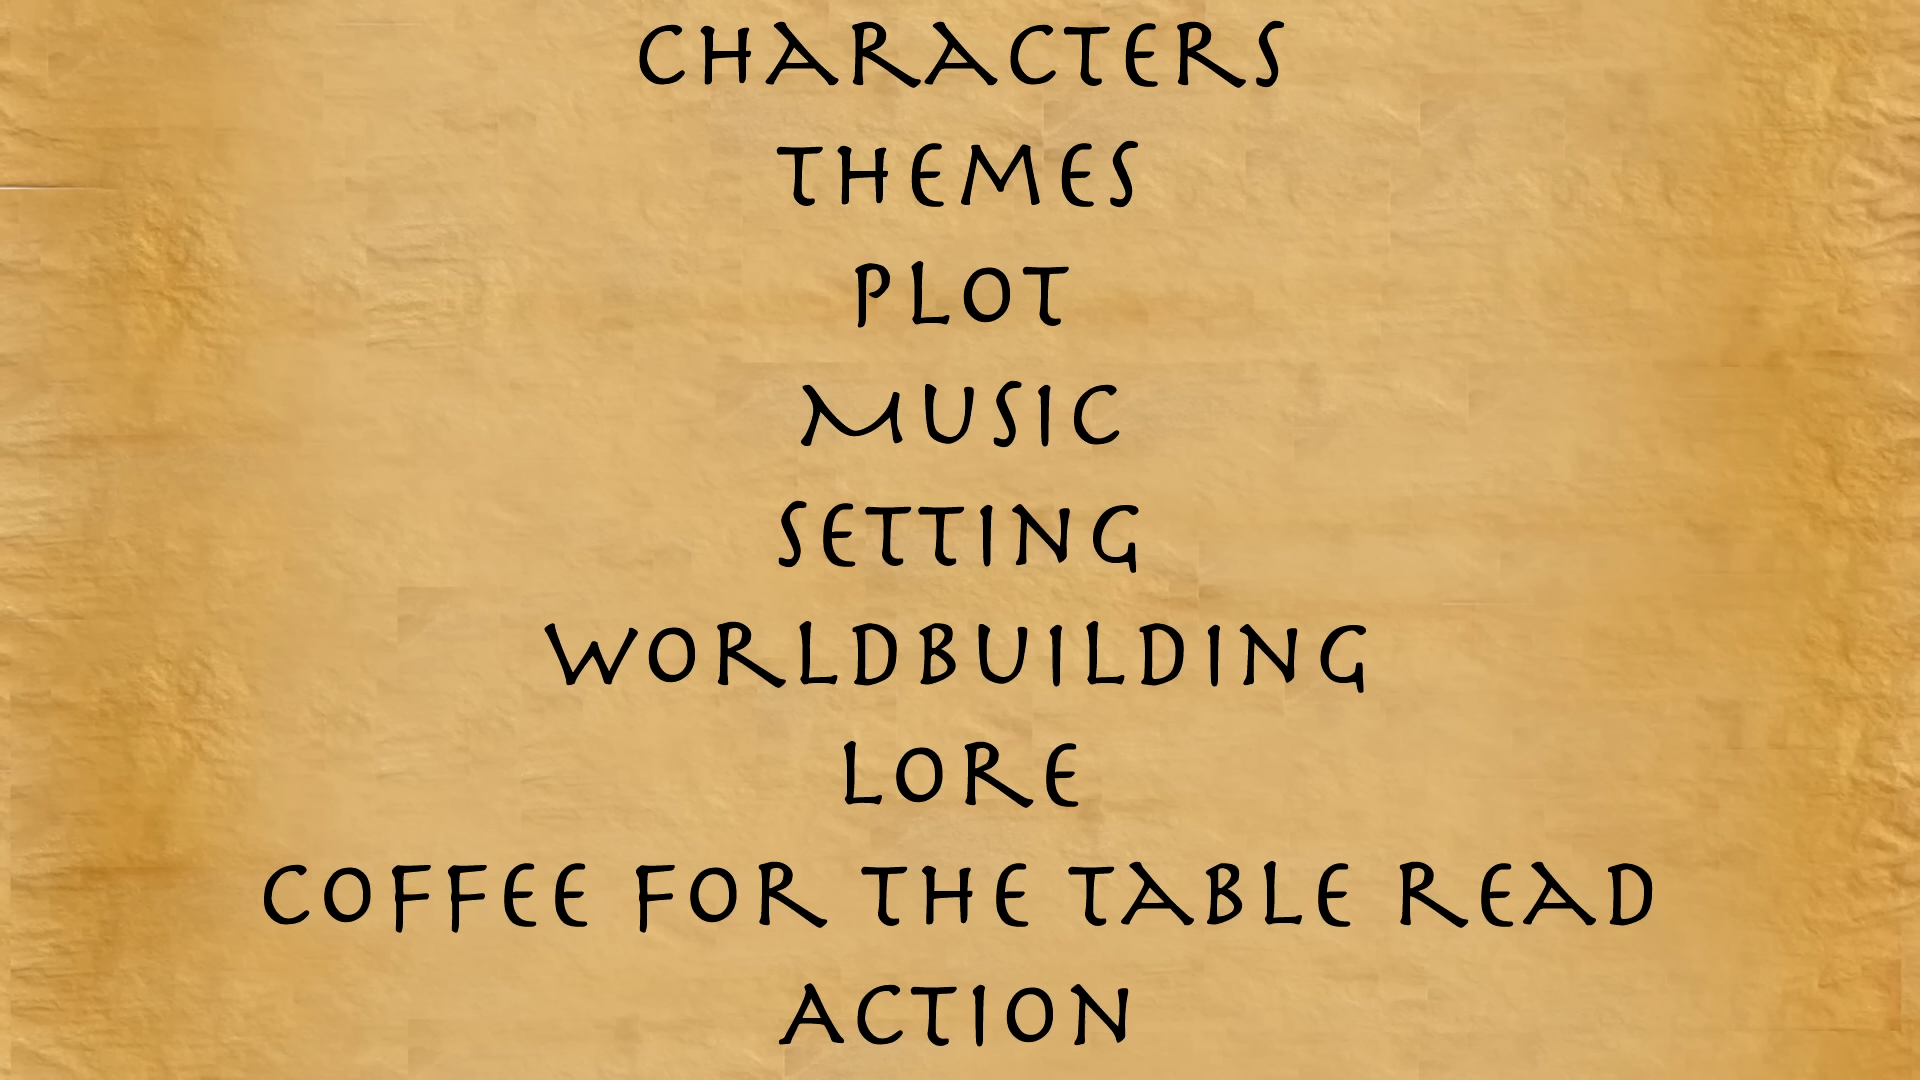 CHARACTERS
THEMES
PLOT
MUSIC
SETTING
WORLDBUILDING
LORE
COFFEE FOR THE TABLE READ
ACTION